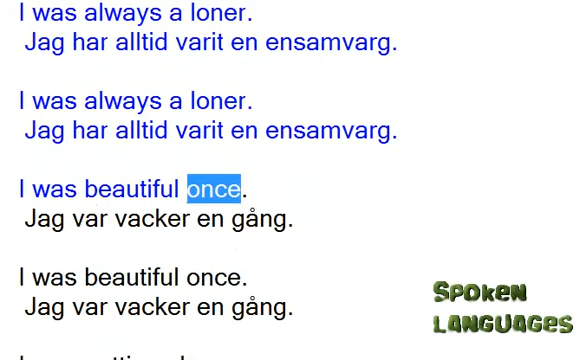 I was always a loner.
Jag har alltid varit en ensamvarg.
I was always a loner.
Jag har alltid varit en ensamvarg.
I was beautiful once.
Jag var vacker en gång.
I was beautiful once.
Jag var vacker en gång.
SPOKEN
LANGUAGES